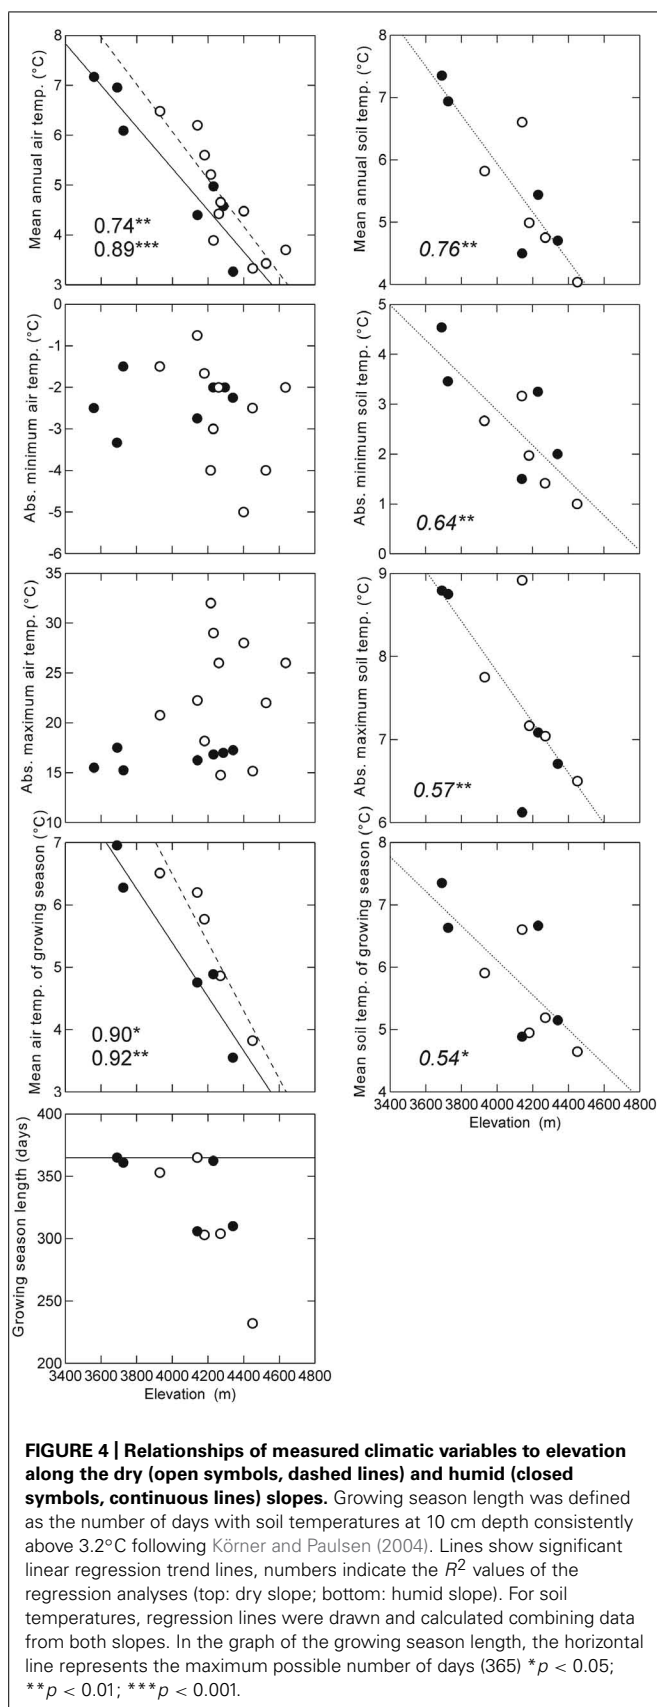 8
7
6
5
4
3
Mean annual air temp. (°C)
0.74**
0.89***
8
7
6
5
4
Mean annual soil temp. (°C)
0.76**
0
-1
-2
-3
-4
-5
-6
Abs. minimum air temp. (°C)
5
4
3
2
1
0
Abs. minimum soil temp. (°C)
0.64**
35
30
25
20
15
10
Abs. maximum air temp. (°C)
9
8
7
6
Abs. maximum soil temp. (°C)
0.57**
7
6
5
4
3
Mean air temp. of growing season (°C)
0.90*
0.92**
8
7
6
5
4
Mean soil temp. of growing season (°C)
0.54*
3400 3600 3800 4000 4200 4400 4600 4800
Elevation (m)
400
350
300
250
200
Growing season length (days)
3400 3600 3800 4000 4200 4400 4600 4800
Elevation (m)
FIGURE 4 | Relationships of measured climatic variables to elevation
along the dry (open symbols, dashed lines) and humid (closed
symbols, continuous lines) slopes. Growing season length was defined
as the number of days with soil temperatures at 10 cm depth consistently
above 3.2°C following Körner and Paulsen (2004). Lines show significant
linear regression trend lines, numbers indicate the R² values of the
regression analyses (top: dry slope; bottom: humid slope). For soil
temperatures, regression lines were drawn and calculated combining data
from both slopes. In the graph of the growing season length, the horizontal
line represents the maximum possible number of days (365) *p < 0.05;
**p < 0.01; ***p < 0.001.